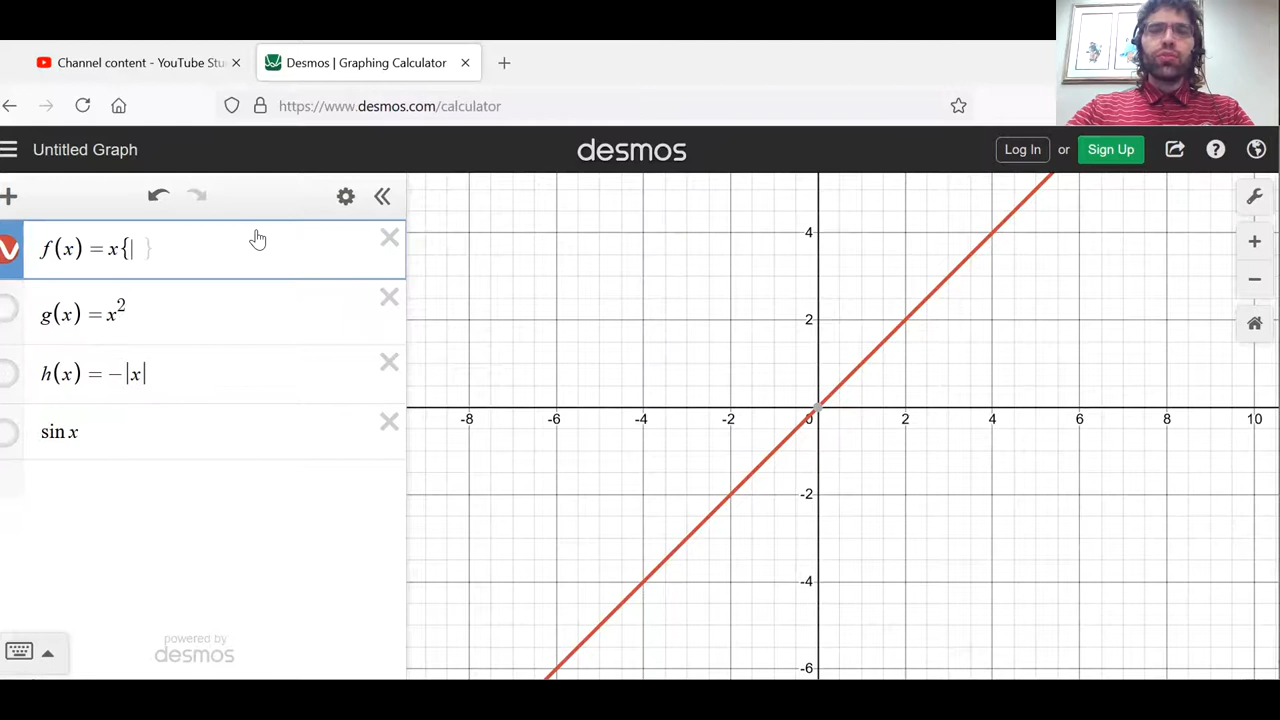 Channel content - YouTube Stu
Desmos | Graphing Calculator
https://www.desmos.com/calculator
Untitled Graph
desmos
Log In or Sign Up
f(x) = x{ }
g(x) = x²
h(x) = −|x|
sin x
powered by
desmos
4
2
-8 -6 -4 -2 0 2 4 6 8 10
-2
-4
-6